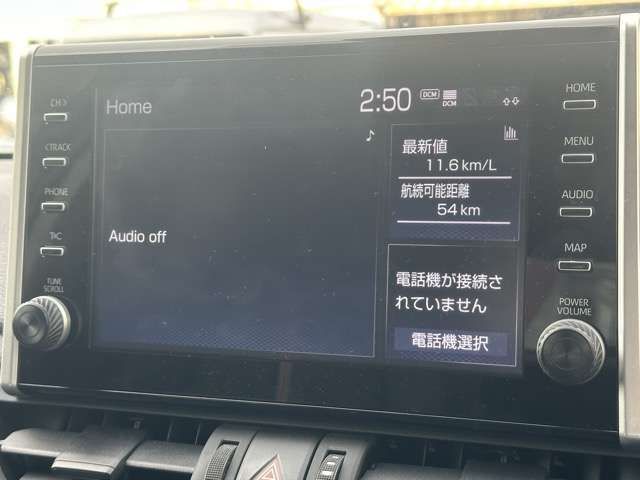 CH >
CTRACK
PHONE
T/C
TUNE
SCROLL
Home
2:50
DCM
DCM
Audio off
最新値
11.6 km/L
航続可能距離
54 km
電話機が接続さ
れていません
電話機選択
HOME
MENU
AUDIO
MAP
POWER
VOLUME